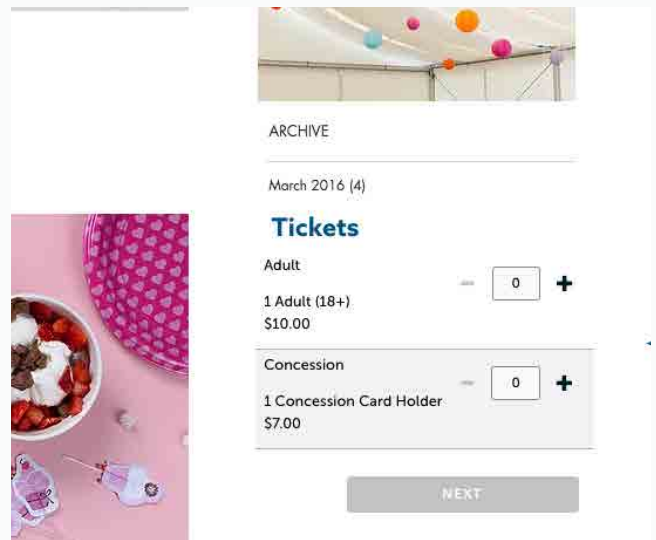 ARCHIVE
March 2016 (4)
Tickets
Adult
0
1 Adult (18+)
$10.00
Concession
0
1 Concession Card Holder
$7.00
NEXT